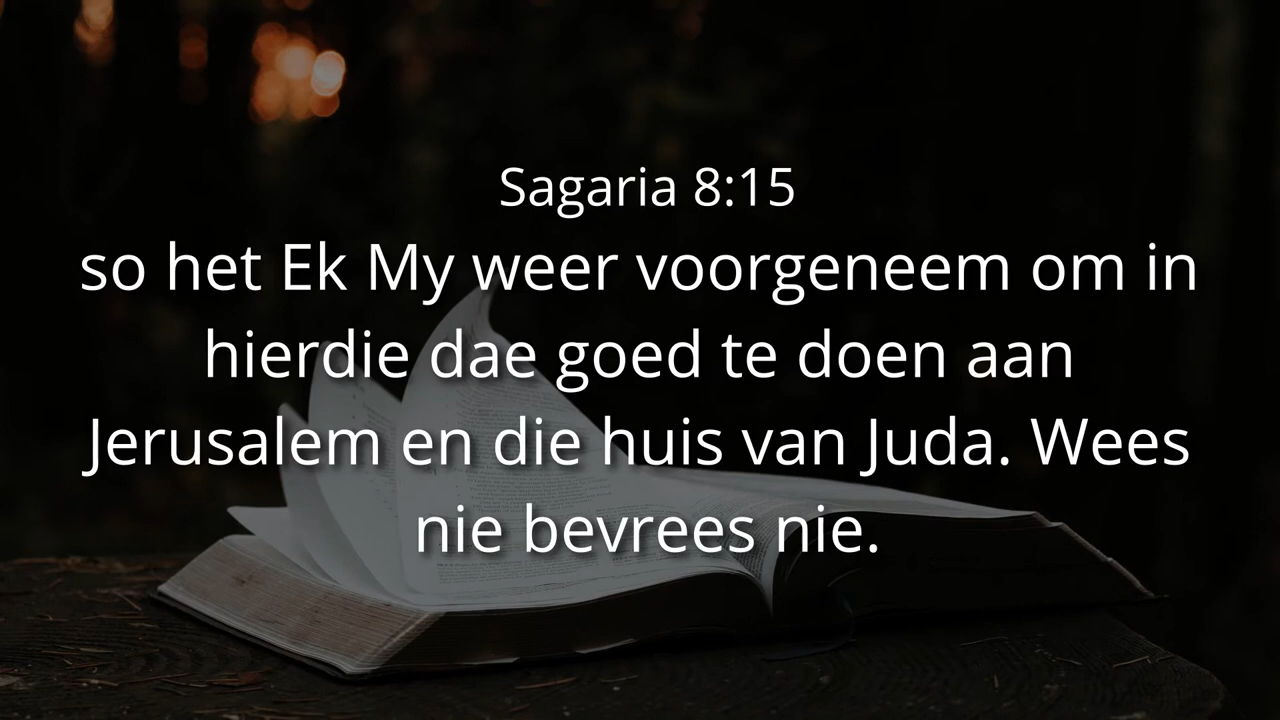 Sagaria 8:15
so het Ek My weer voorgeneem om in
hierdie dae goed te doen aan
Jerusalem en die huis van Juda. Wees
nie bevrees nie.